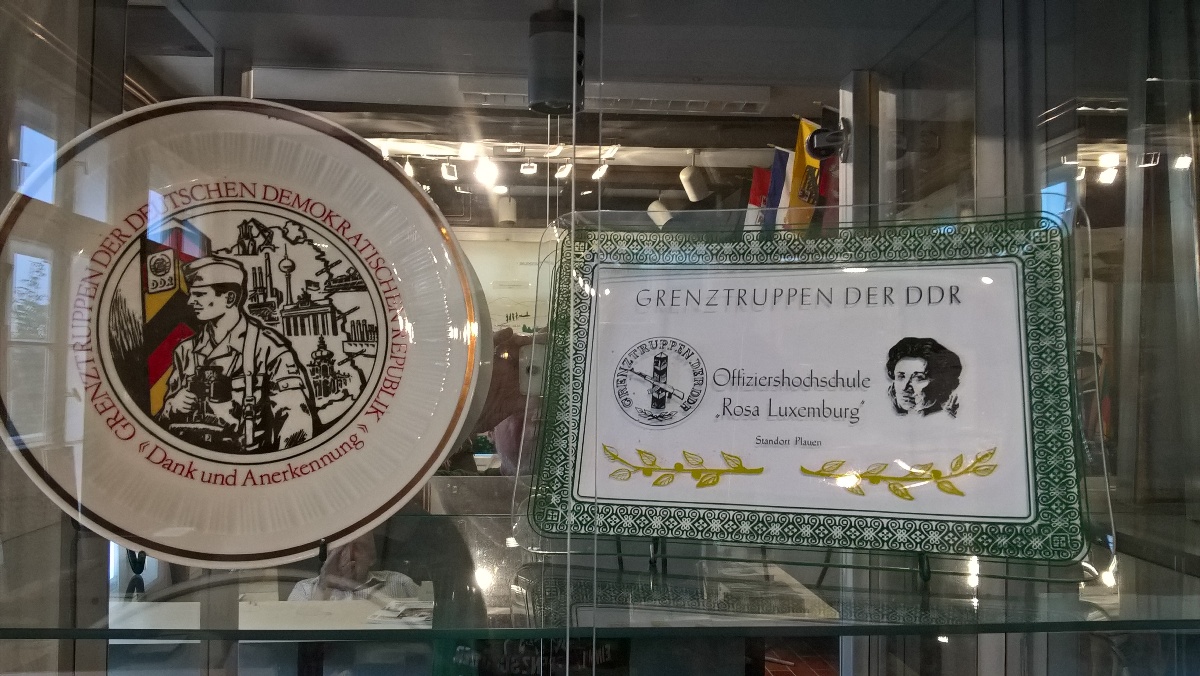 GRENZTRUPPEN DER DEUTSCHEN DEMOKRATISCHEN REPUBLIK
«Dank und Anerkennung»
DDR
GRENZTRUPPEN DER DDR
GRENZTRUPPEN DER DDR
Offiziershochschule
„Rosa Luxemburg“
Standort Plauen